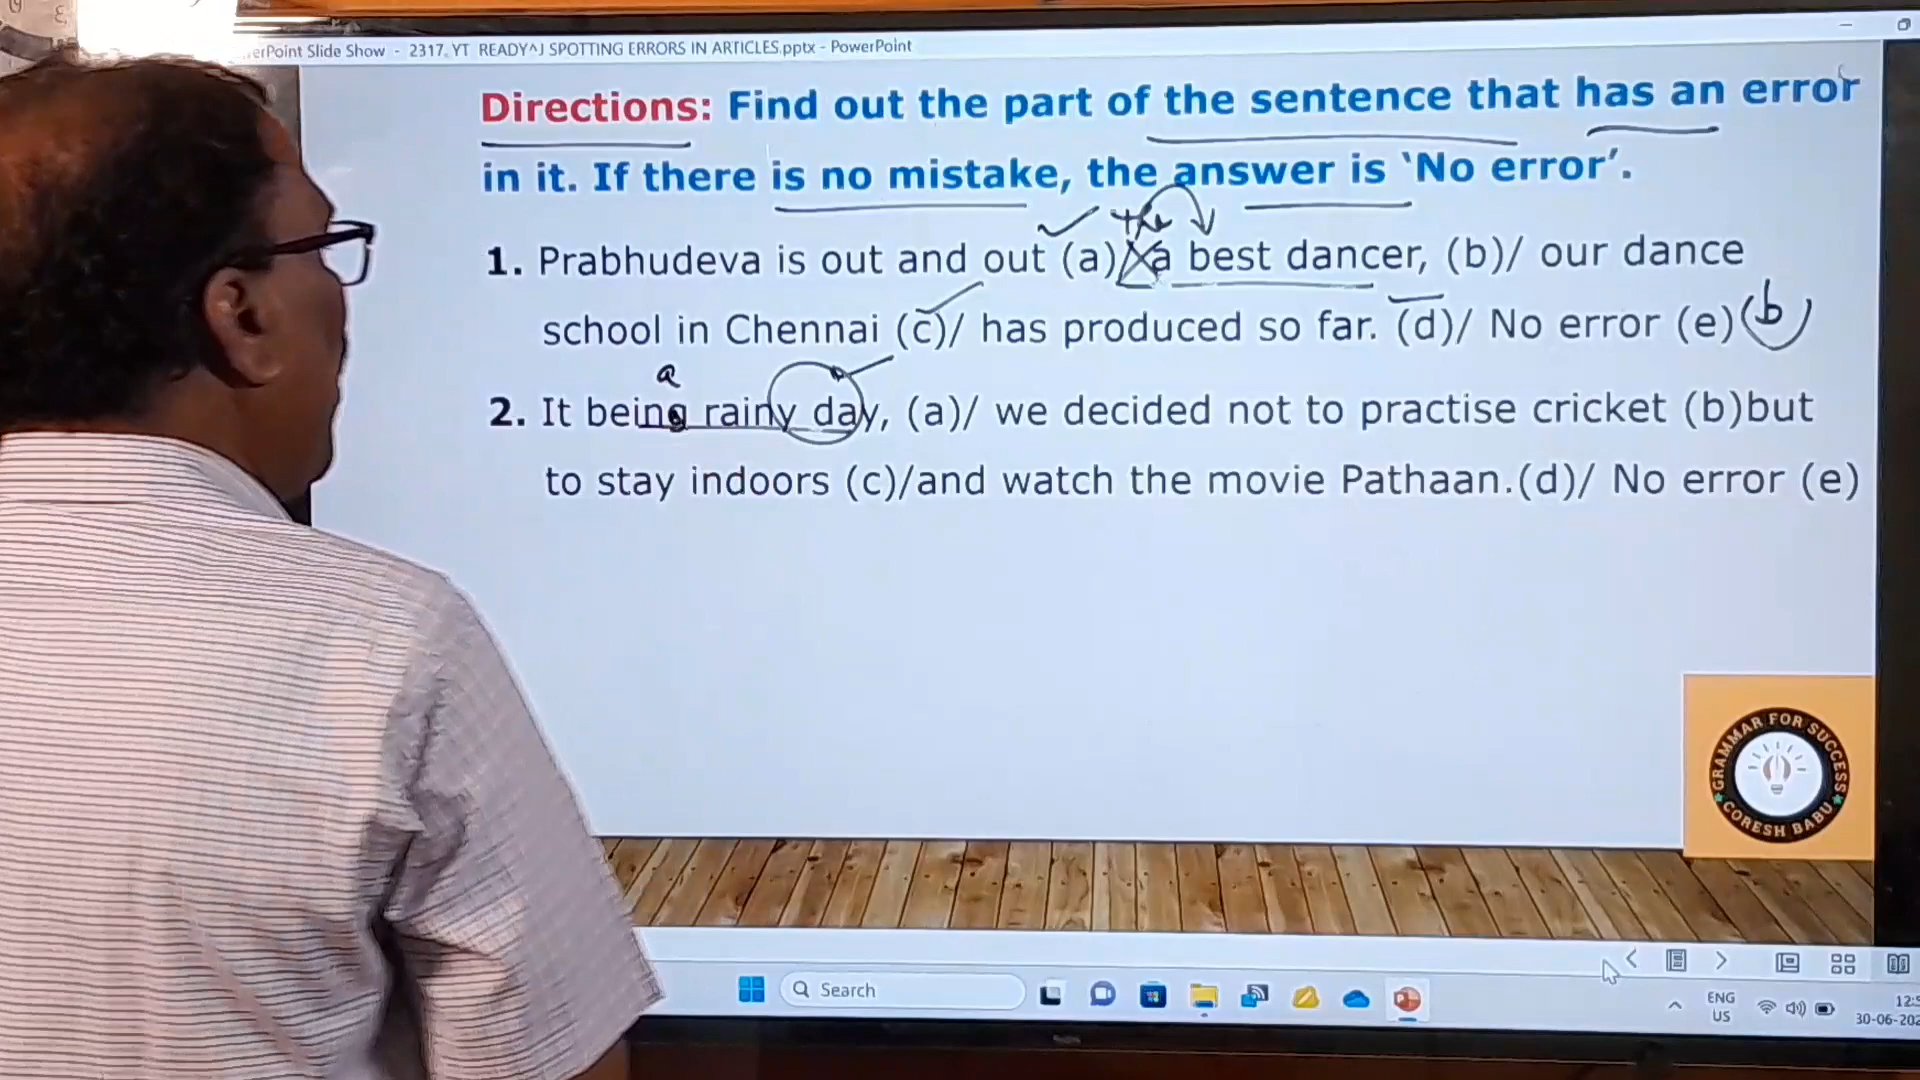 erPoint Slide Show - 2317. YT READY^J SPOTTING ERRORS IN ARTICLES.pptx - PowerPoint
Directions: Find out the part of the sentence that has an error
in it. If there is no mistake, the answer is ‘No error’.
the
1. Prabhudeva is out and out (a)/ a best dancer, (b)/ our dance
school in Chennai (c)/ has produced so far. (d)/ No error (e) b
a
2. It being rainy day, (a)/ we decided not to practise cricket (b)but
to stay indoors (c)/and watch the movie Pathaan.(d)/ No error (e)
GRAMMAR FOR SUCCESS
CORESH BABU
Search
ENG
US
12:5
30-06-202